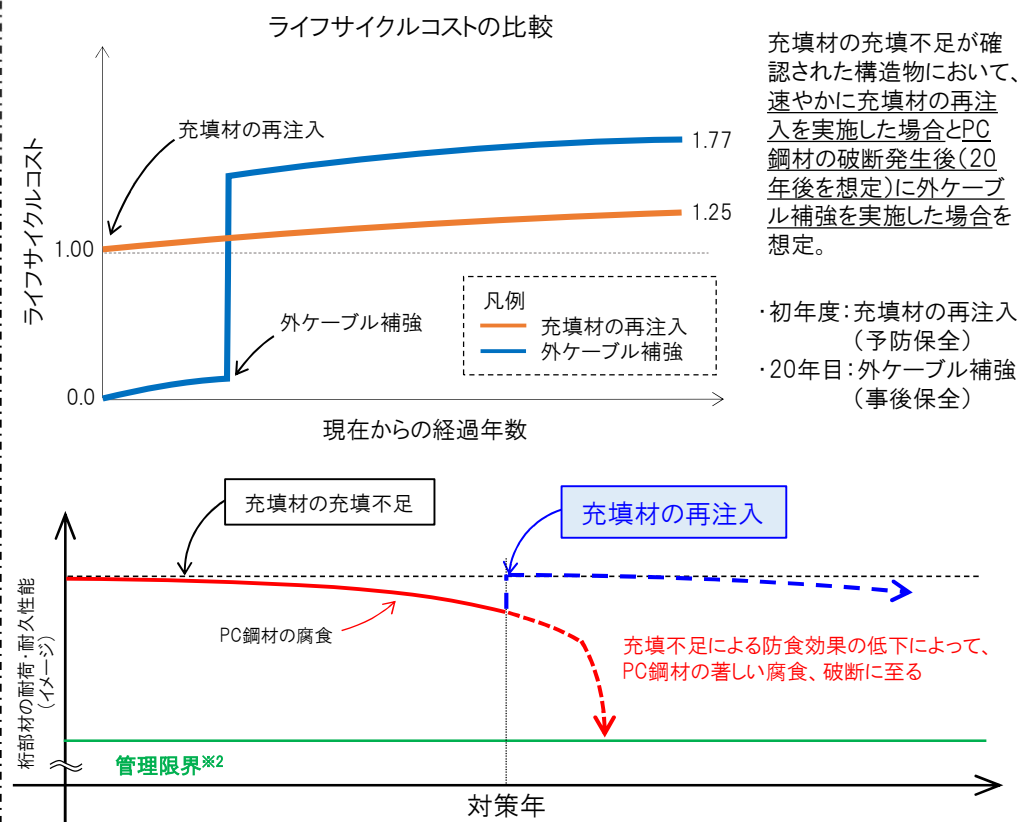 ライフサイクルコストの比較
ライフサイクルコスト
充填材の再注入
1.77
1.25
1.00
外ケーブル補強
凡例
充填材の再注入
外ケーブル補強
0.0
現在からの経過年数
充填材の充填不足が確
認された構造物において、
速やかに充填材の再注
入を実施した場合とPC
鋼材の破断発生後(20
年後を想定)に外ケーブ
ル補強を実施した場合を
想定。
・初年度:充填材の再注入
(予防保全)
・20年目:外ケーブル補強
(事後保全)
充填材の充填不足
充填材の再注入
桁部材の耐荷・耐久性能
(イメージ)
PC鋼材の腐食
充填不足による防食効果の低下によって、
PC鋼材の著しい腐食、破断に至る
管理限界※2
対策年